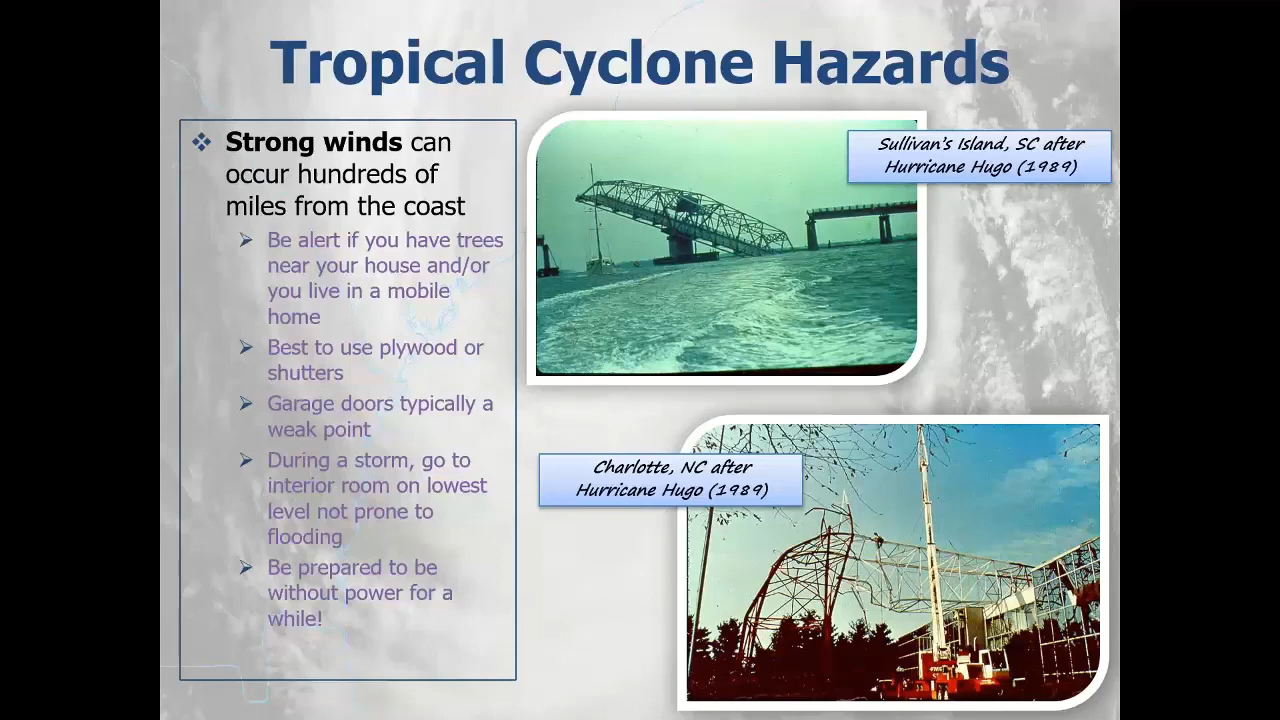 Tropical Cyclone Hazards
Strong winds can
occur hundreds of
miles from the coast
Be alert if you have trees
near your house and/or
you live in a mobile
home
Best to use plywood or
shutters
Garage doors typically a
weak point
During a storm, go to
interior room on lowest
level not prone to
flooding
Be prepared to be
without power for a
while!
Sullivan's Island, SC after
Hurricane Hugo (1989)
Charlotte, NC after
Hurricane Hugo (1989)